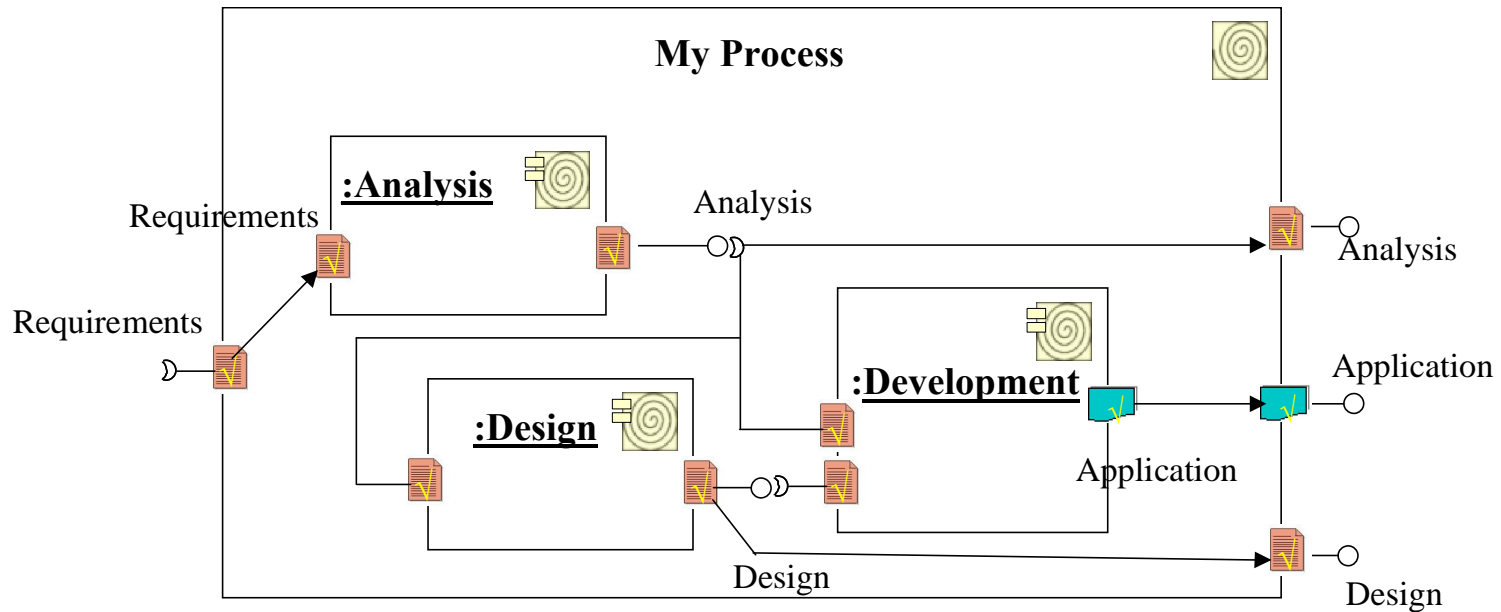 My Process
:Analysis
Requirements
Analysis
Analysis
Requirements
:Development
Application
:Design
Application
Design
Design